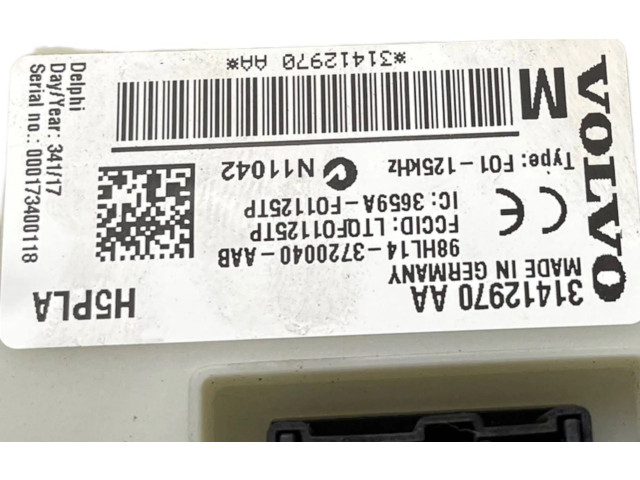 VOLVO
31412970 AA
MADE IN GERMANY
H5PLA
98HL14-3720040-AAB
FCCID: LTQF01125TP
IC: 3659A-F01125TP
N11042
CE
Type: F01-125kHz
M
*31412970 AA*
Delphi
Day/Year: 341/17
Serial no.: 000173400118